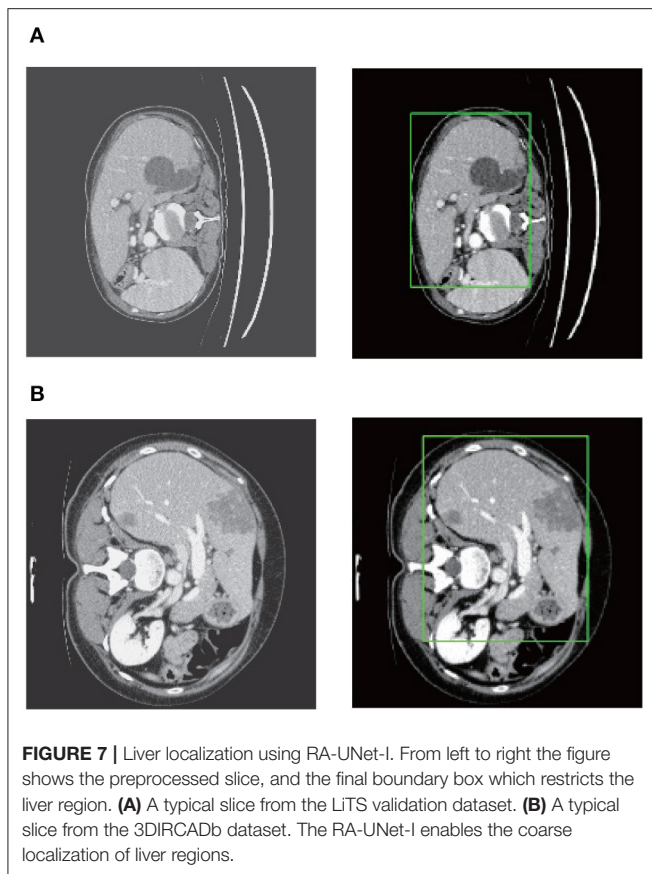 A
B
FIGURE 7 | Liver localization using RA-UNet-I. From left to right the figure
shows the preprocessed slice, and the final boundary box which restricts the
liver region. (A) A typical slice from the LiTS validation dataset. (B) A typical
slice from the 3DIRCADb dataset. The RA-UNet-I enables the coarse
localization of liver regions.